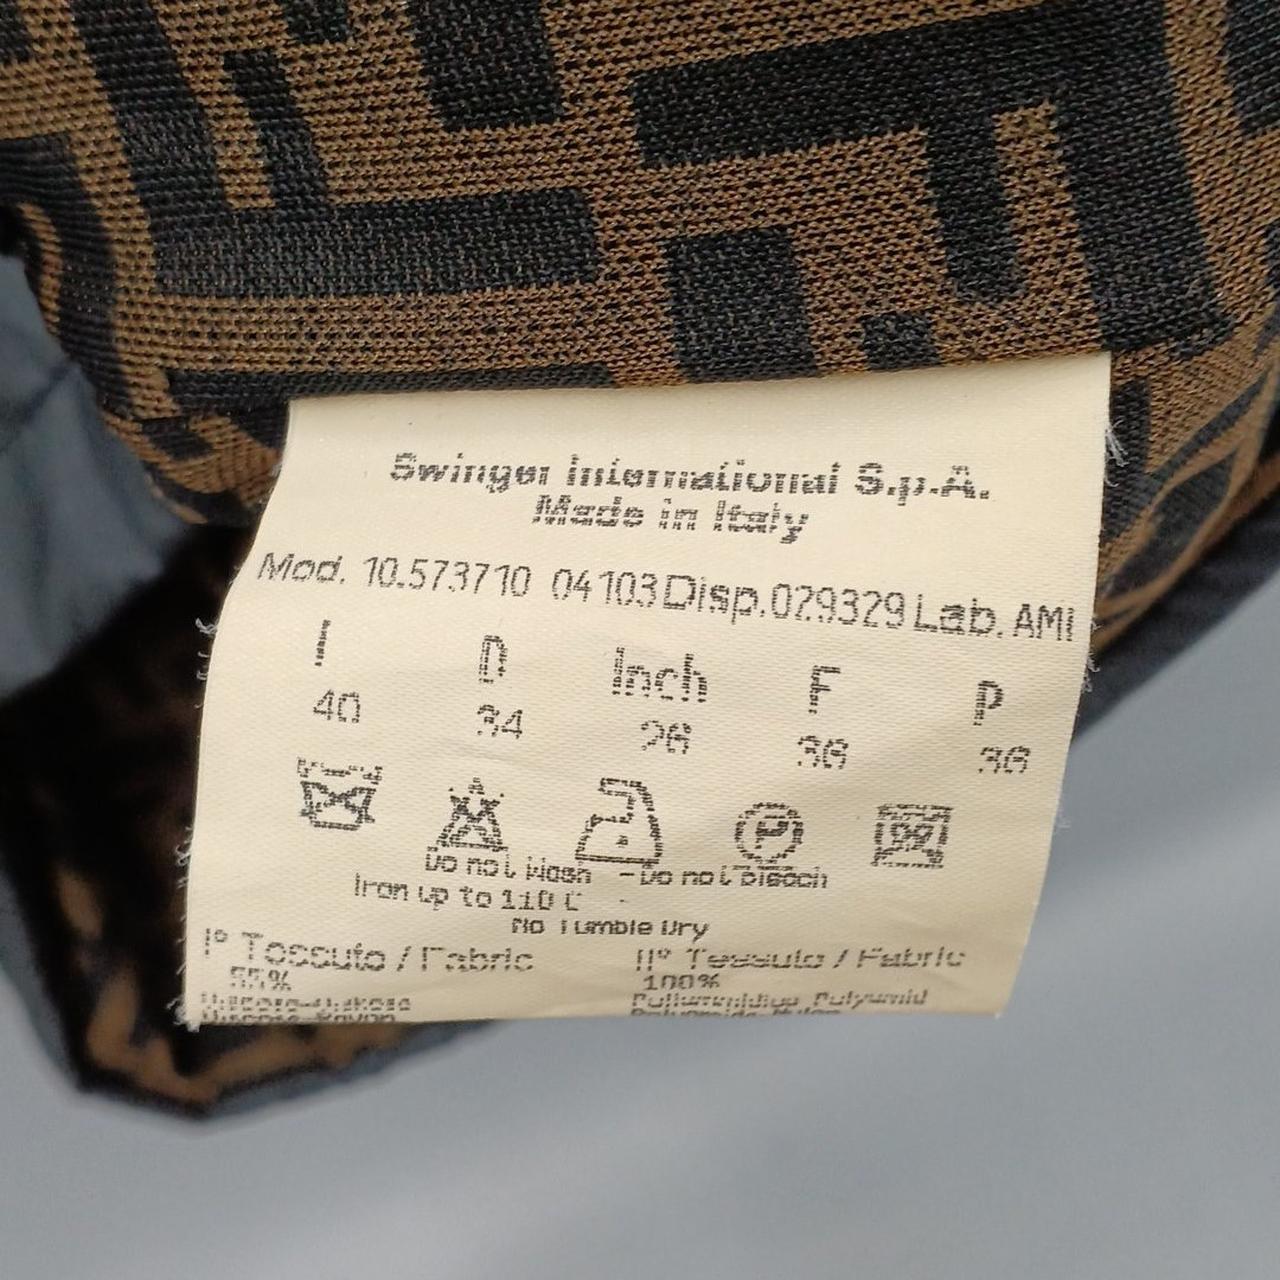 Swinger International S.p.A.
Made in Italy
Mod. 10.573710 04103 Disp.029329 Lab. AMI
I D Inch F P
40 34 26 36 36
P
Do not Wash - Do not Bleach
Iron up to 110 C -
No Tumble Dry
I° Tessuto / Fabric II° Tessuto / Fabric
55% 100%
Polyamid